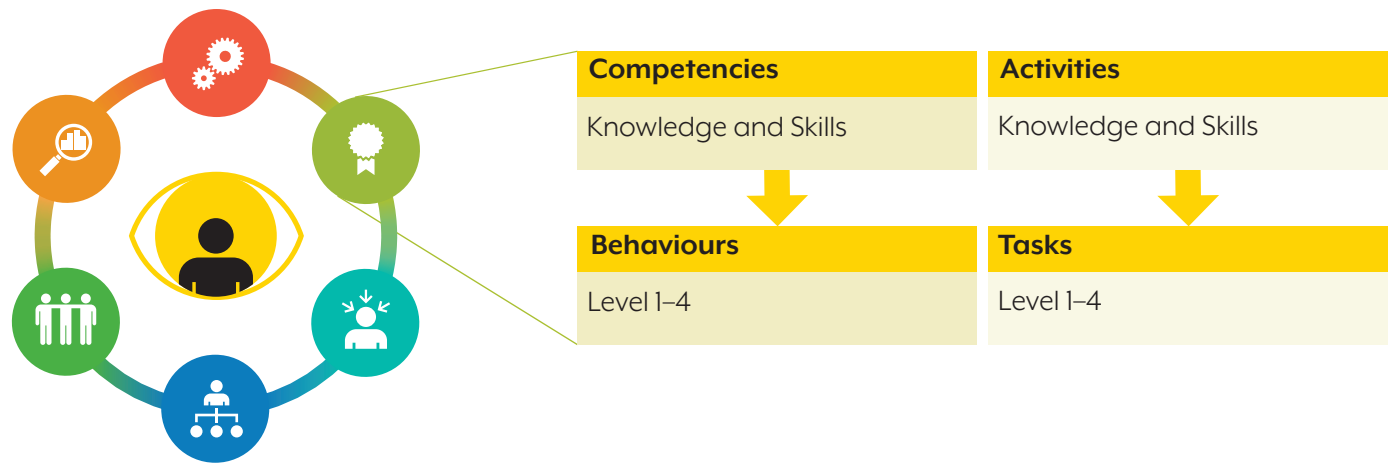 Competencies
Knowledge and Skills
Behaviours
Level 1–4
Activities
Knowledge and Skills
Tasks
Level 1–4